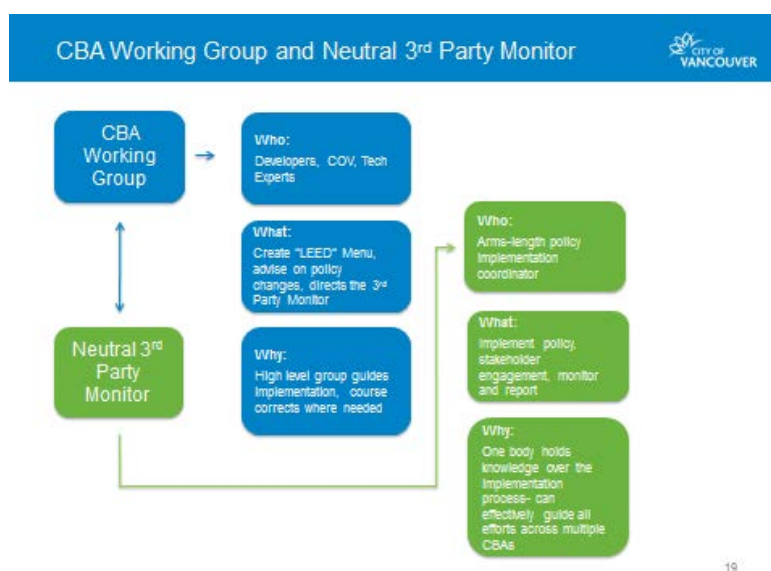 CBA Working Group and Neutral 3rd Party Monitor
CITY OF
VANCOUVER
CBA
Working
Group
Who:
Developers, COV, Tech
Experts
What:
Create "LEED" Menu,
advise on policy
changes, directs the 3rd
Party Monitor
Why:
High level group guides
Implementation, course
corrects where needed
Neutral 3rd
Party
Monitor
Who:
Arms-length policy
Implementation
coordinator
What:
Implement policy,
stakeholder
engagement, monitor
and report
Why:
One body holds
knowledge over the
Implementation
process- can
effectively guide all
efforts across multiple
CBAs
19